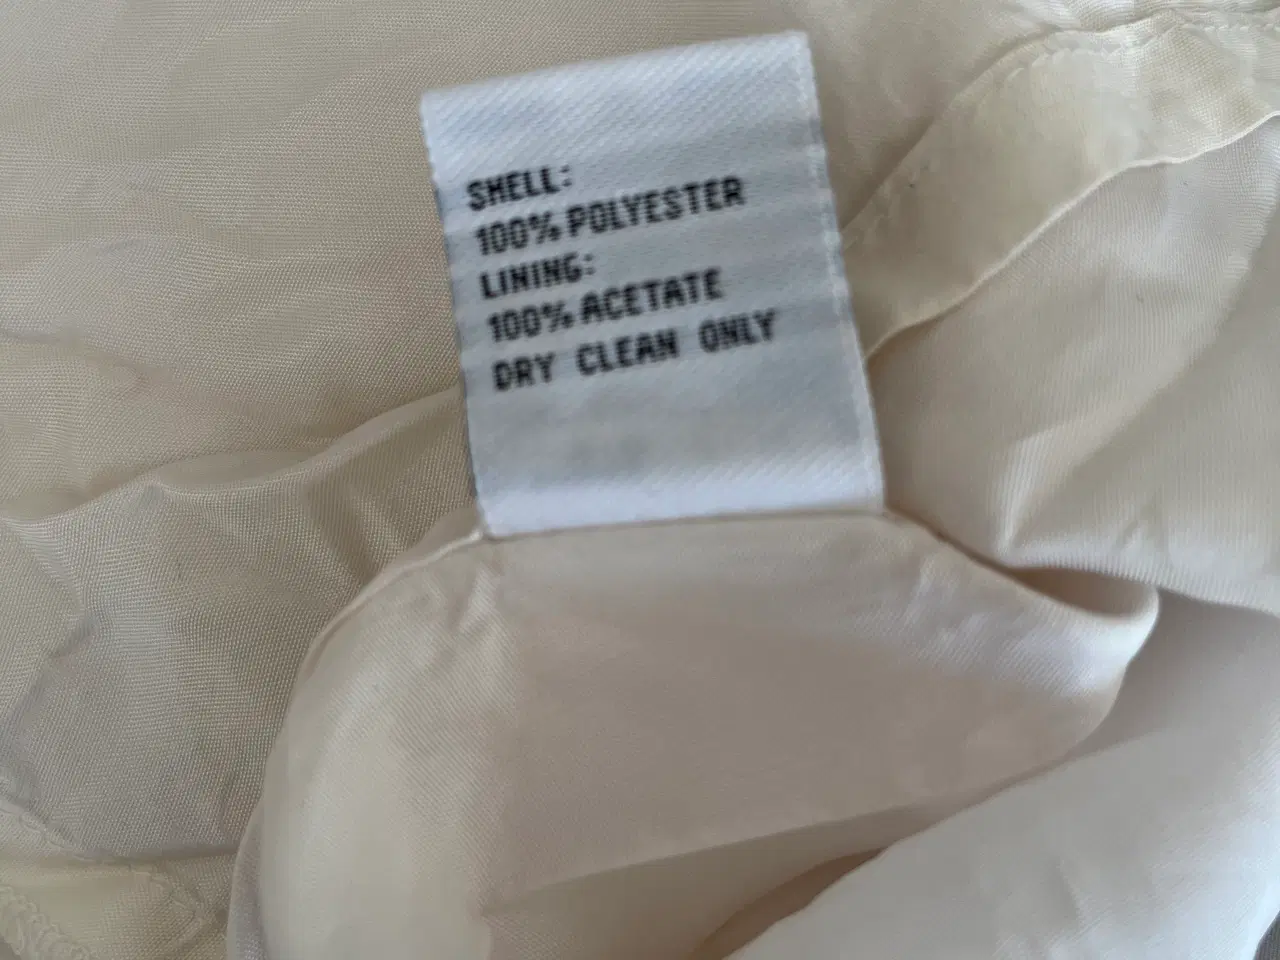 SHELL:
100% POLYESTER
LINING:
100% ACETATE
DRY CLEAN ONLY